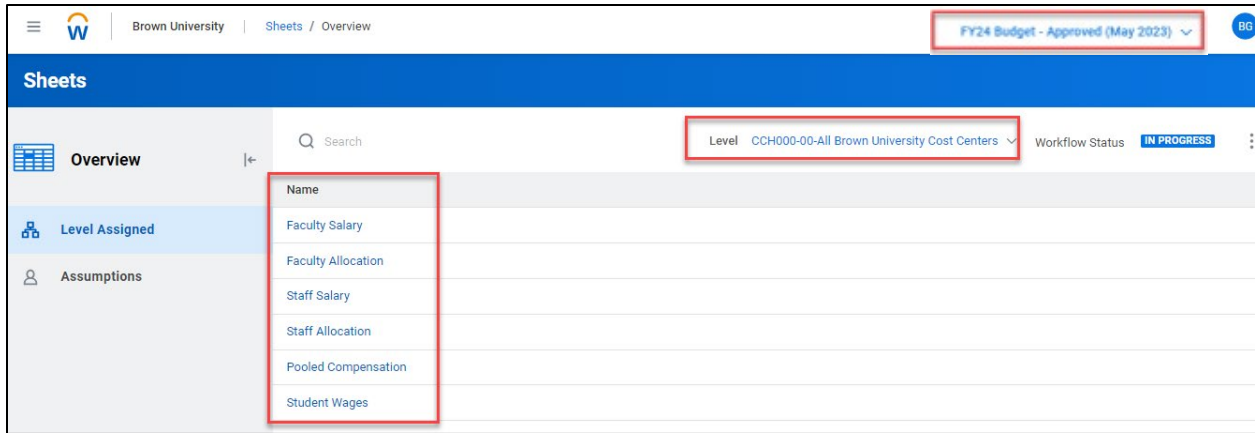 Brown University | Sheets / Overview FY24 Budget - Approved (May 2023) BG
Sheets
Overview
Search Level CCH000-00-All Brown University Cost Centers Workflow Status IN PROGRESS
Name
Level Assigned
Assumptions
Faculty Salary
Faculty Allocation
Staff Salary
Staff Allocation
Pooled Compensation
Student Wages